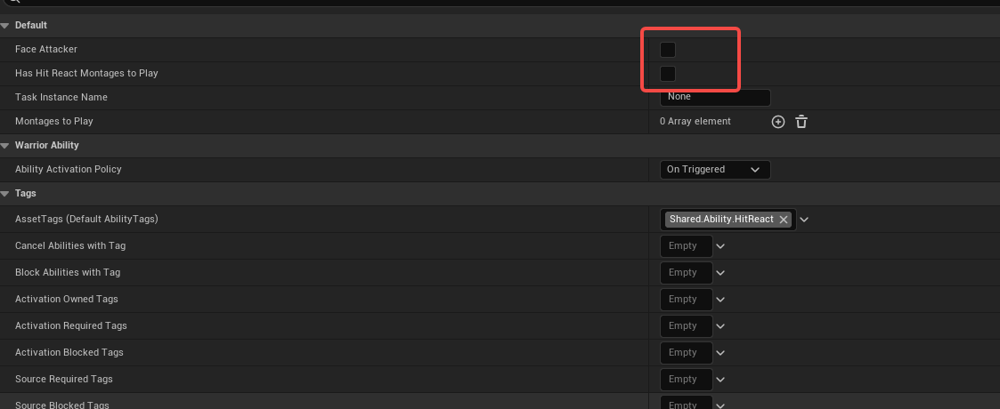 Default
Face Attacker
Has Hit React Montages to Play
Task Instance Name None
Montages to Play 0 Array element
Warrior Ability
Ability Activation Policy On Triggered
Tags
AssetTags (Default AbilityTags) Shared.Ability.HitReact
Cancel Abilities with Tag Empty
Block Abilities with Tag Empty
Activation Owned Tags Empty
Activation Required Tags Empty
Activation Blocked Tags Empty
Source Required Tags Empty
Source Blocked Tags Empty